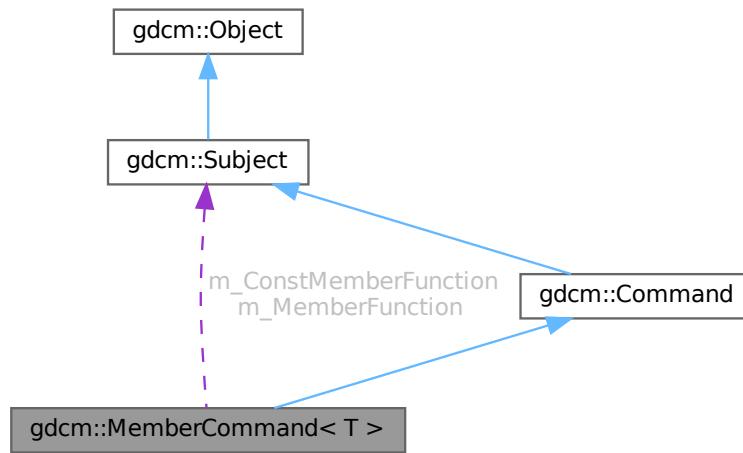 gdcm::Object
gdcm::Subject
m_ConstMemberFunction
m_MemberFunction
gdcm::Command
gdcm::MemberCommand< T >